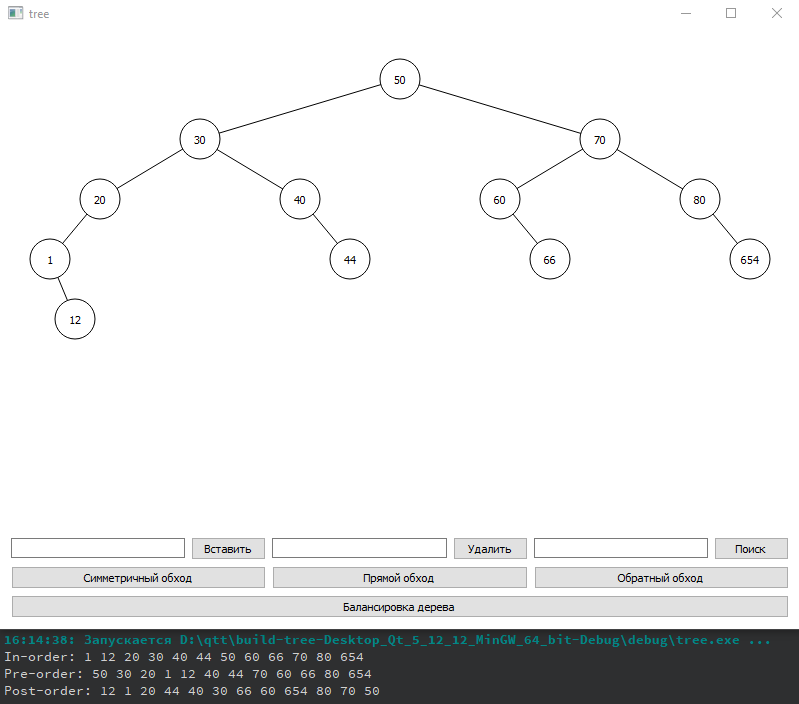 tree
50
30 70
20 40 60 80
1 44 66 654
12
Вставить Удалить Поиск
Симметричный обход Прямой обход Обратный обход
Балансировка дерева
16:14:38: Запускается D:\qtt\build-tree-Desktop_Qt_5_12_12_MinGW_64_bit-Debug\debug\tree.exe ...
In-order: 1 12 20 30 40 44 50 60 66 70 80 654
Pre-order: 50 30 20 1 12 40 44 70 60 66 80 654
Post-order: 12 1 20 44 40 30 66 60 654 80 70 50